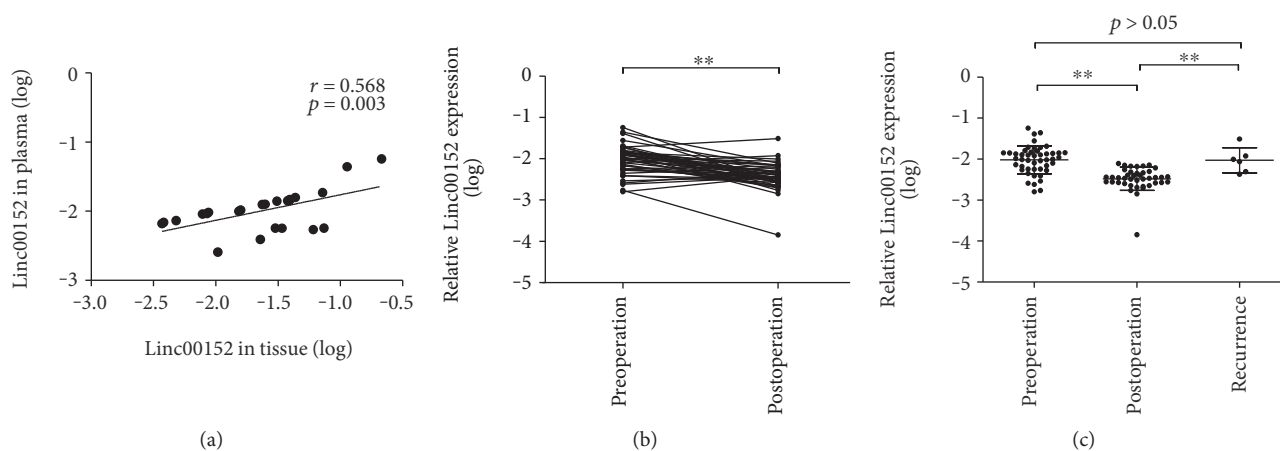 Linc00152 in plasma (log)
0
−1
−2
−3
−3.0
−2.5
−2.0
−1.5
−1.0
−0.5
r = 0.568
p = 0.003
Linc00152 in tissue (log)
(a)
Relative Linc00152 expression
(log)
0
−1
−2
−3
−4
−5
**
Preoperation
Postoperation
(b)
Relative Linc00152 expression
(log)
0
−1
−2
−3
−4
−5
p > 0.05
**
**
Preoperation
Postoperation
Recurrence
(c)